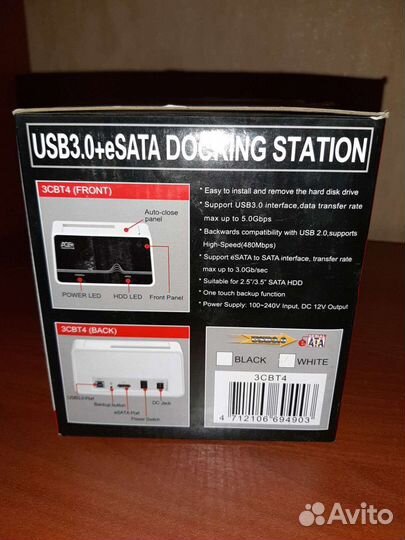 USB3.0+eSATA DOCKING STATION
3CBT4 (FRONT)
Auto-close
panel
POWER LED
HDD LED
Front Panel
* Easy to install and remove the hard disk drive
* Support USB3.0 interface,data transfer rate
max up to 5.0Gbps
* Backwards compatibility with USB 2.0,supports
High-Speed(480Mbps)
* Support eSATA to SATA interface, transfer rate
max up to 3.0Gb/sec
* Suitable for 2.5"/3.5" SATA HDD
* One touch backup function
* Power Supply: 100~240V Input, DC 12V Output
3CBT4 (BACK)
USB3.0-Port
Backup button
eSATA-Port
Power Switch
DC Jack
USB3.0
eSATA
BLACK
WHITE
3CBT4
4 712106 694903
Avito